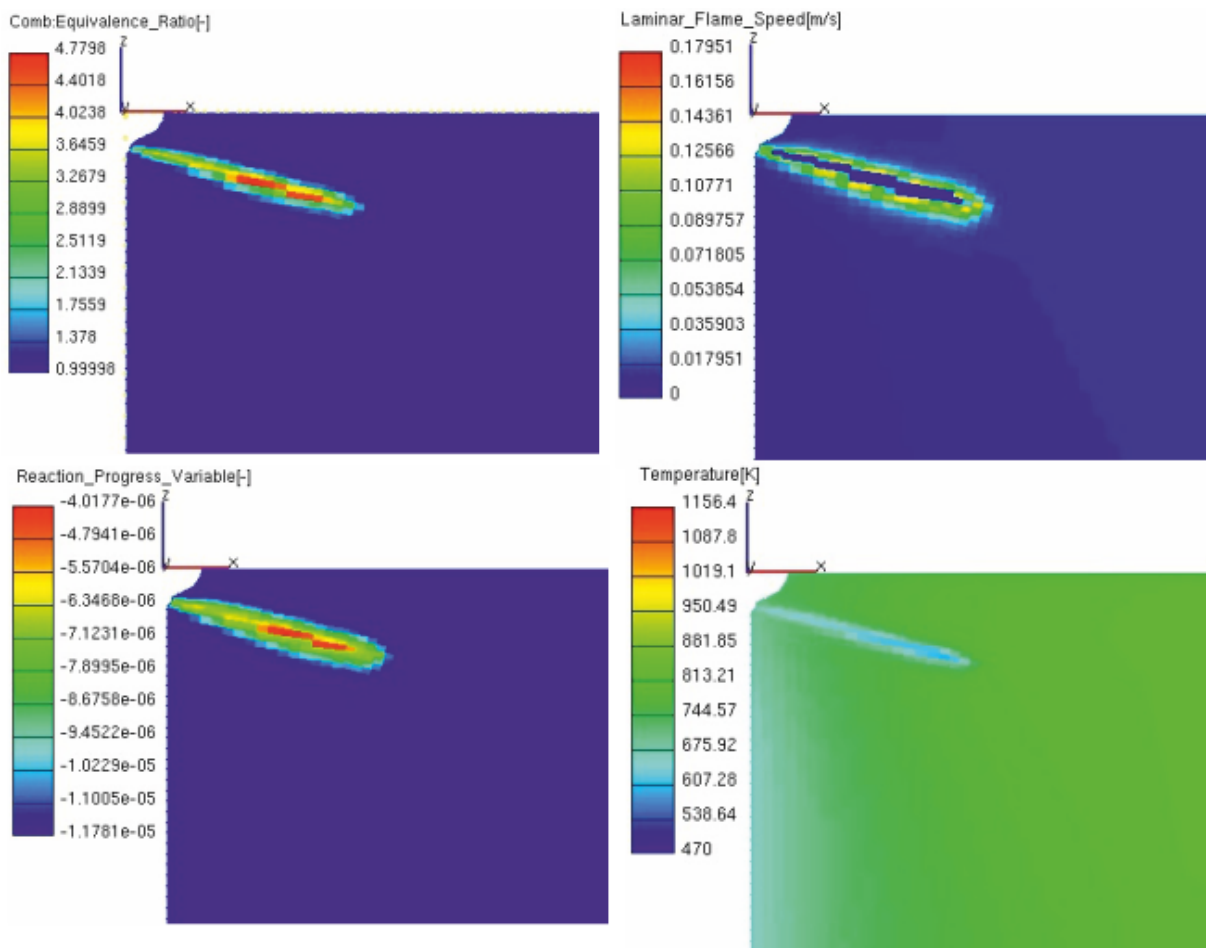 Comb:Equivalence_Ratio[-]
4.7798
4.4018
4.0238
3.6459
3.2679
2.8899
2.5119
2.1339
1.7559
1.378
0.99998
Z
Y
X
Laminar_Flame_Speed[m/s]
0.17951
0.16156
0.14361
0.12566
0.10771
0.089757
0.071805
0.053854
0.035903
0.017951
0
Z
Y
X
Reaction_Progress_Variable[-]
-4.0177e-06
-4.7941e-06
-5.5704e-06
-6.3468e-06
-7.1231e-06
-7.8995e-06
-8.6758e-06
-9.4522e-06
-1.0229e-05
-1.1005e-05
-1.1781e-05
Z
Y
X
Temperature[K]
1156.4
1087.8
1019.1
950.49
881.85
813.21
744.57
675.92
607.28
538.64
470
Z
Y
X